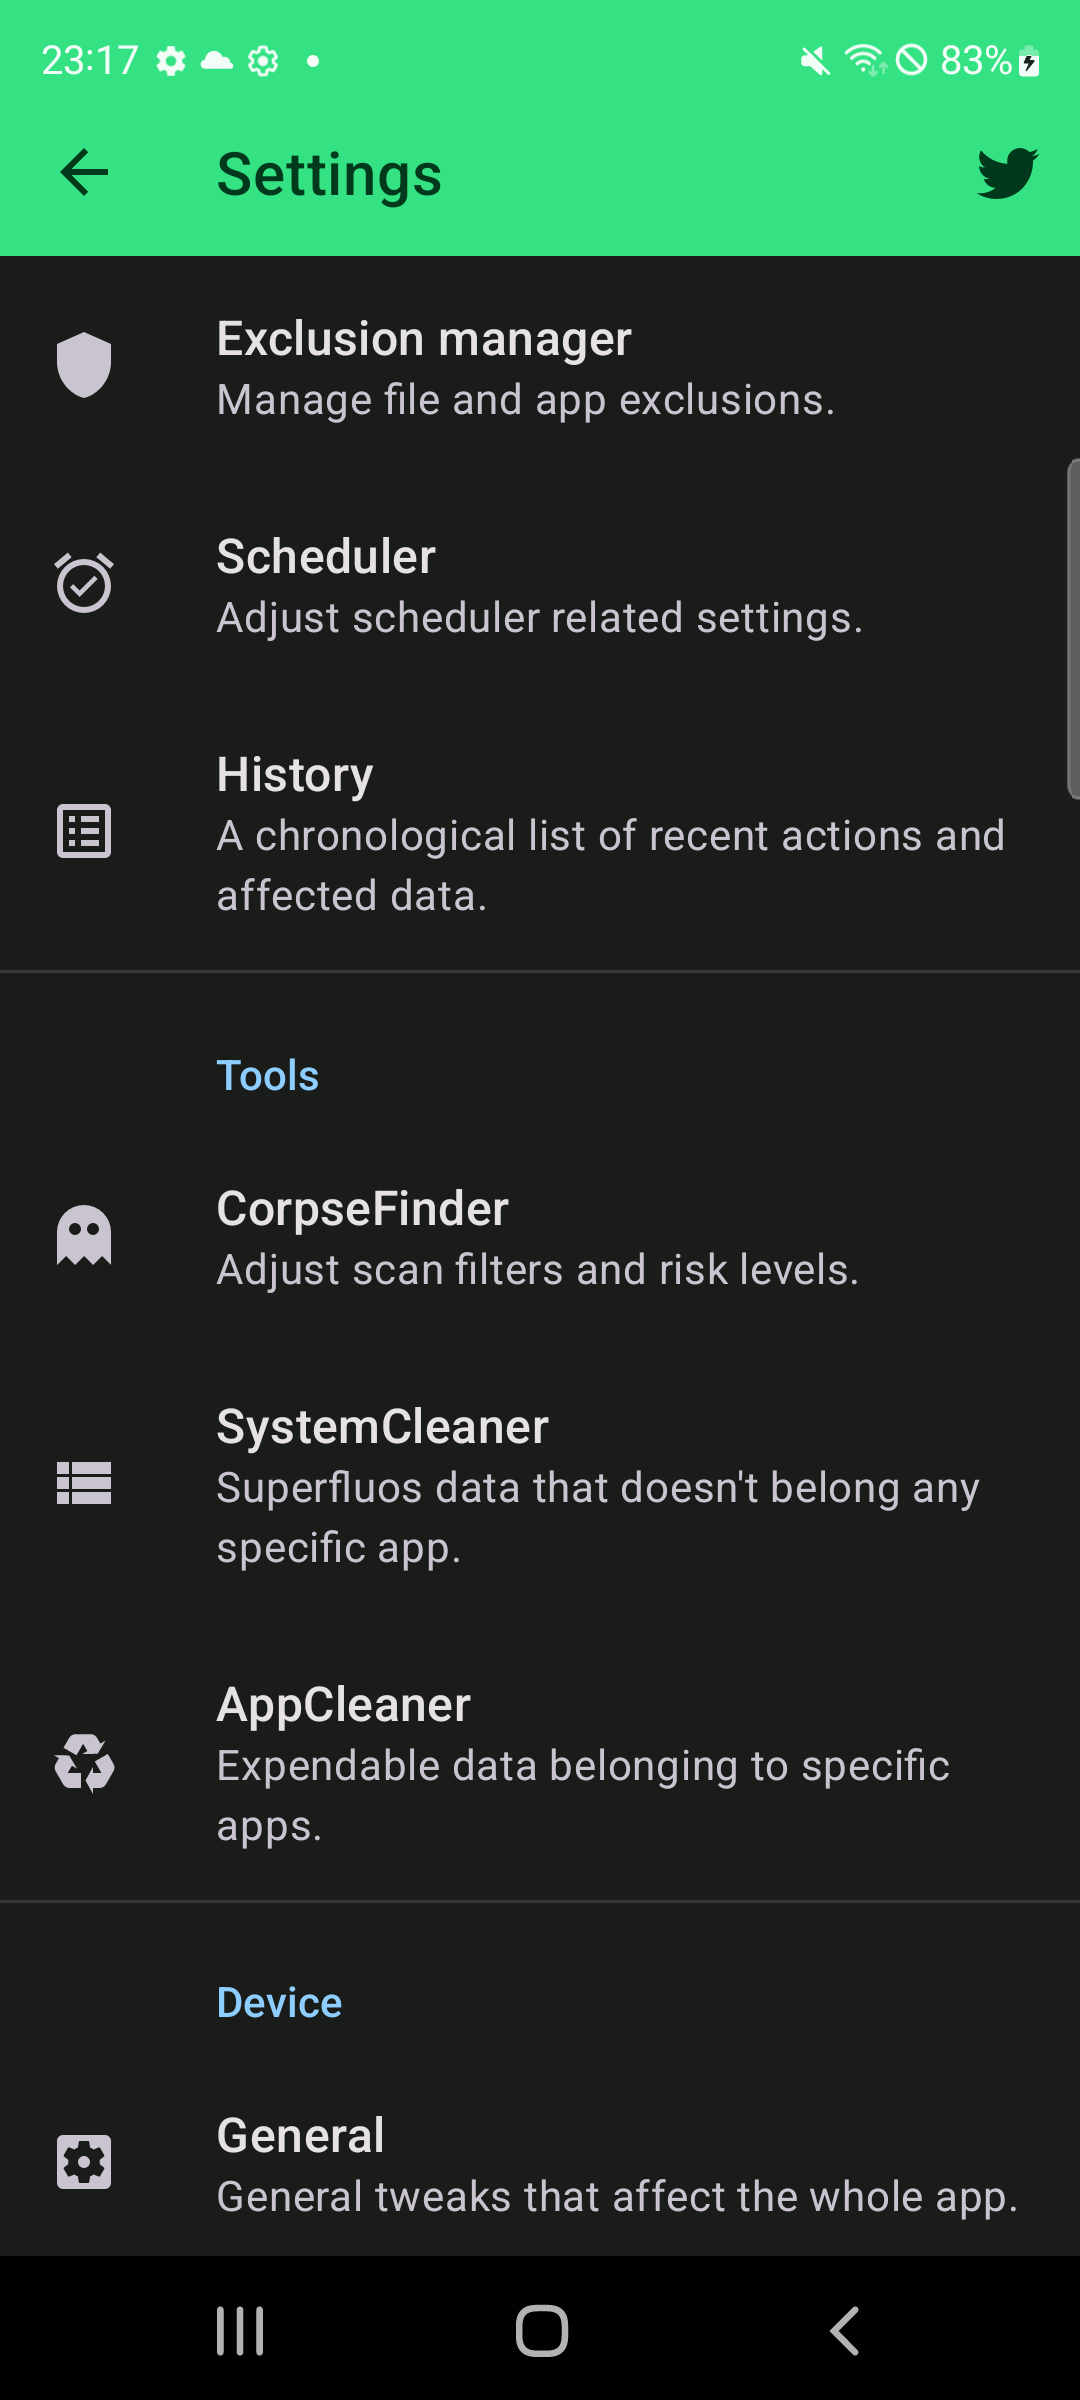 23:17
83%
Settings
Exclusion manager
Manage file and app exclusions.
Scheduler
Adjust scheduler related settings.
History
A chronological list of recent actions and
affected data.
Tools
CorpseFinder
Adjust scan filters and risk levels.
SystemCleaner
Superfluos data that doesn't belong any
specific app.
AppCleaner
Expendable data belonging to specific
apps.
Device
General
General tweaks that affect the whole app.